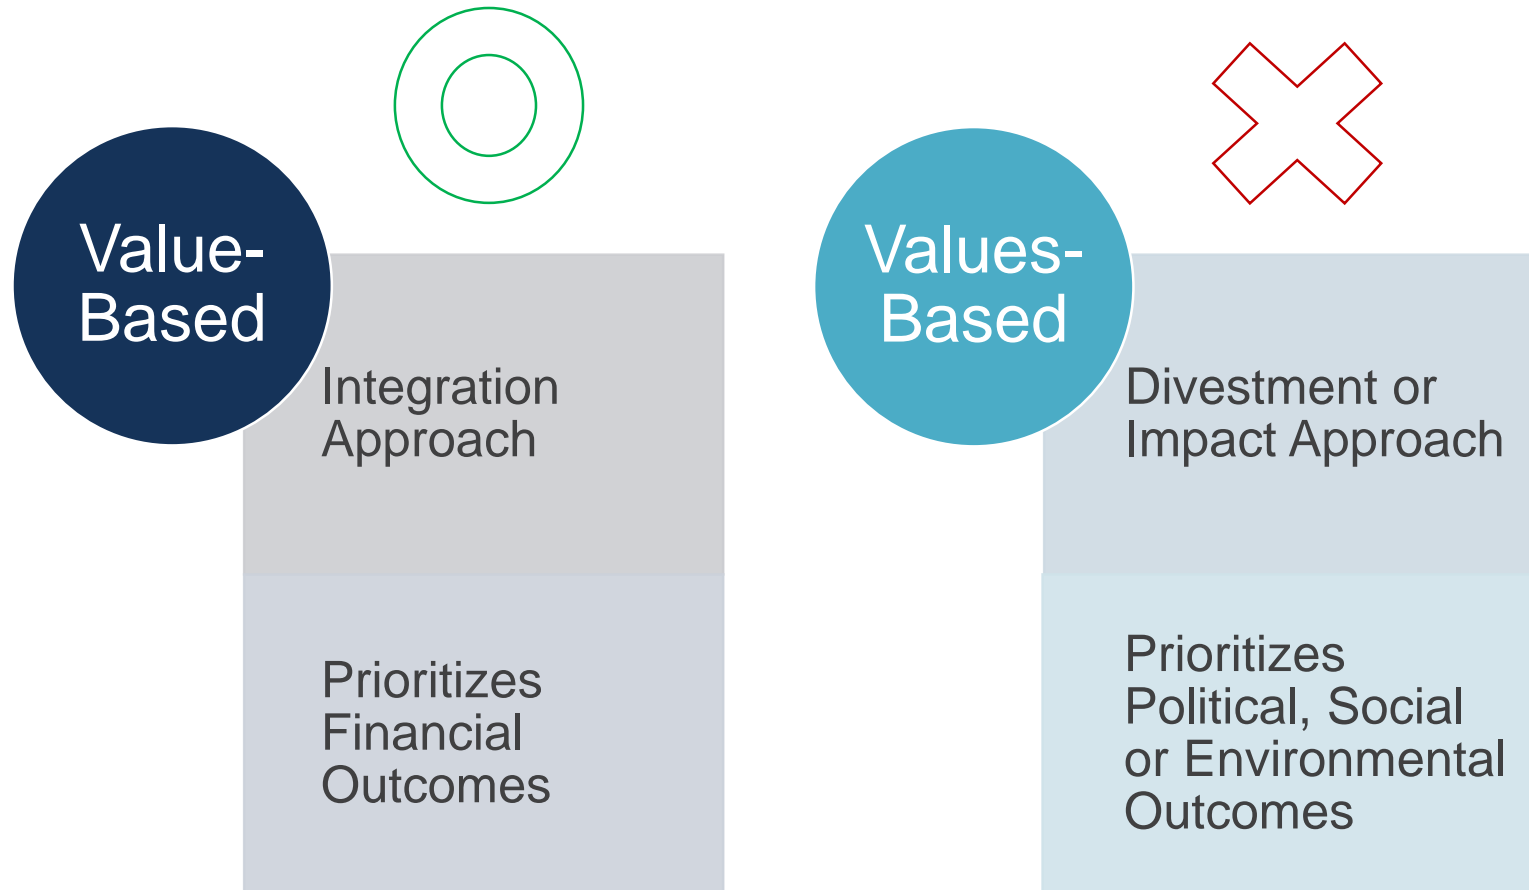 Value-
Based
Integration
Approach
Prioritizes
Financial
Outcomes
Values-
Based
Divestment or
Impact Approach
Prioritizes
Political, Social
or Environmental
Outcomes